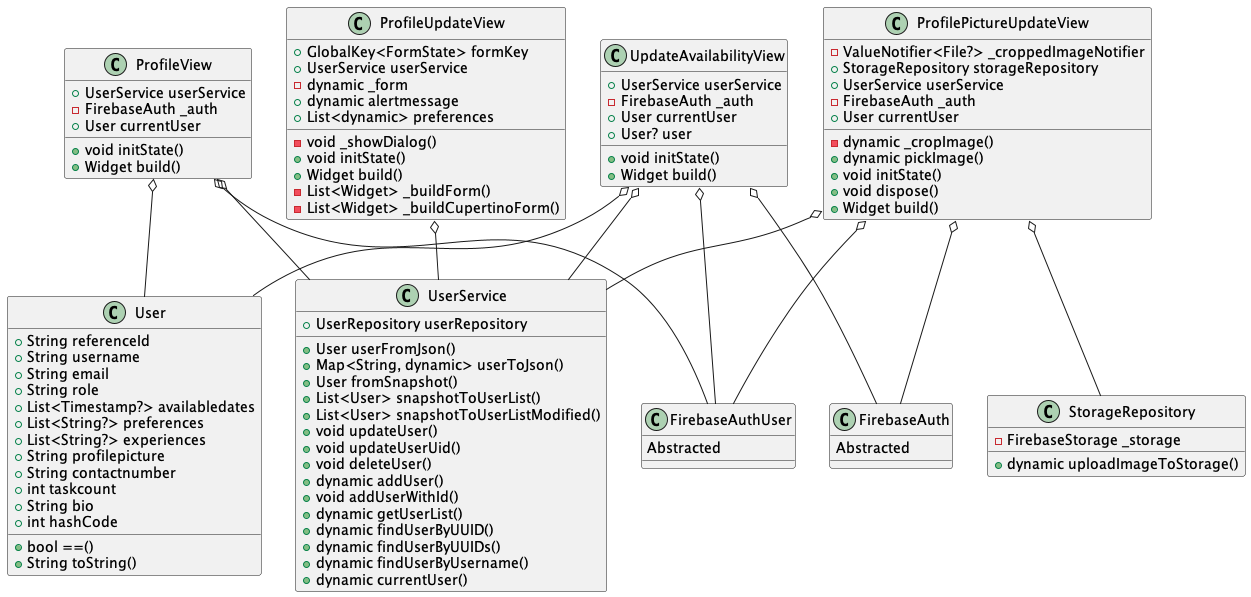 C ProfileView
UserService userService
FirebaseAuth _auth
User currentUser
void initState()
Widget build()
C ProfileUpdateView
GlobalKey<FormState> formKey
UserService userService
dynamic _form
dynamic alertmessage
List<dynamic> preferences
void _showDialog()
void initState()
Widget build()
List<Widget> _buildForm()
List<Widget> _buildCupertinoForm()
C UpdateAvailabilityView
UserService userService
FirebaseAuth _auth
User currentUser
User? user
void initState()
Widget build()
C ProfilePictureUpdateView
ValueNotifier<File?> _croppedImageNotifier
StorageRepository storageRepository
UserService userService
FirebaseAuth _auth
User currentUser
dynamic _cropImage()
dynamic pickImage()
void initState()
void dispose()
Widget build()
C User
String referenceId
String username
String email
String role
List<Timestamp?> availabledates
List<String?> preferences
List<String?> experiences
String profilepicture
String contactnumber
int taskcount
String bio
int hashCode
bool ==()
String toString()
C UserService
UserRepository userRepository
User userFromJson()
Map<String, dynamic> userToJson()
User fromSnapshot()
List<User> snapshotToUserList()
List<User> snapshotToUserListModified()
void updateUser()
void updateUserUid()
void deleteUser()
dynamic addUser()
void addUserWithId()
dynamic getUserList()
dynamic findUserByUUID()
dynamic findUserByUUIDs()
dynamic findUserByUsername()
dynamic currentUser()
C FirebaseAuthUser
Abstracted
C FirebaseAuth
Abstracted
C StorageRepository
FirebaseStorage _storage
dynamic uploadImageToStorage()